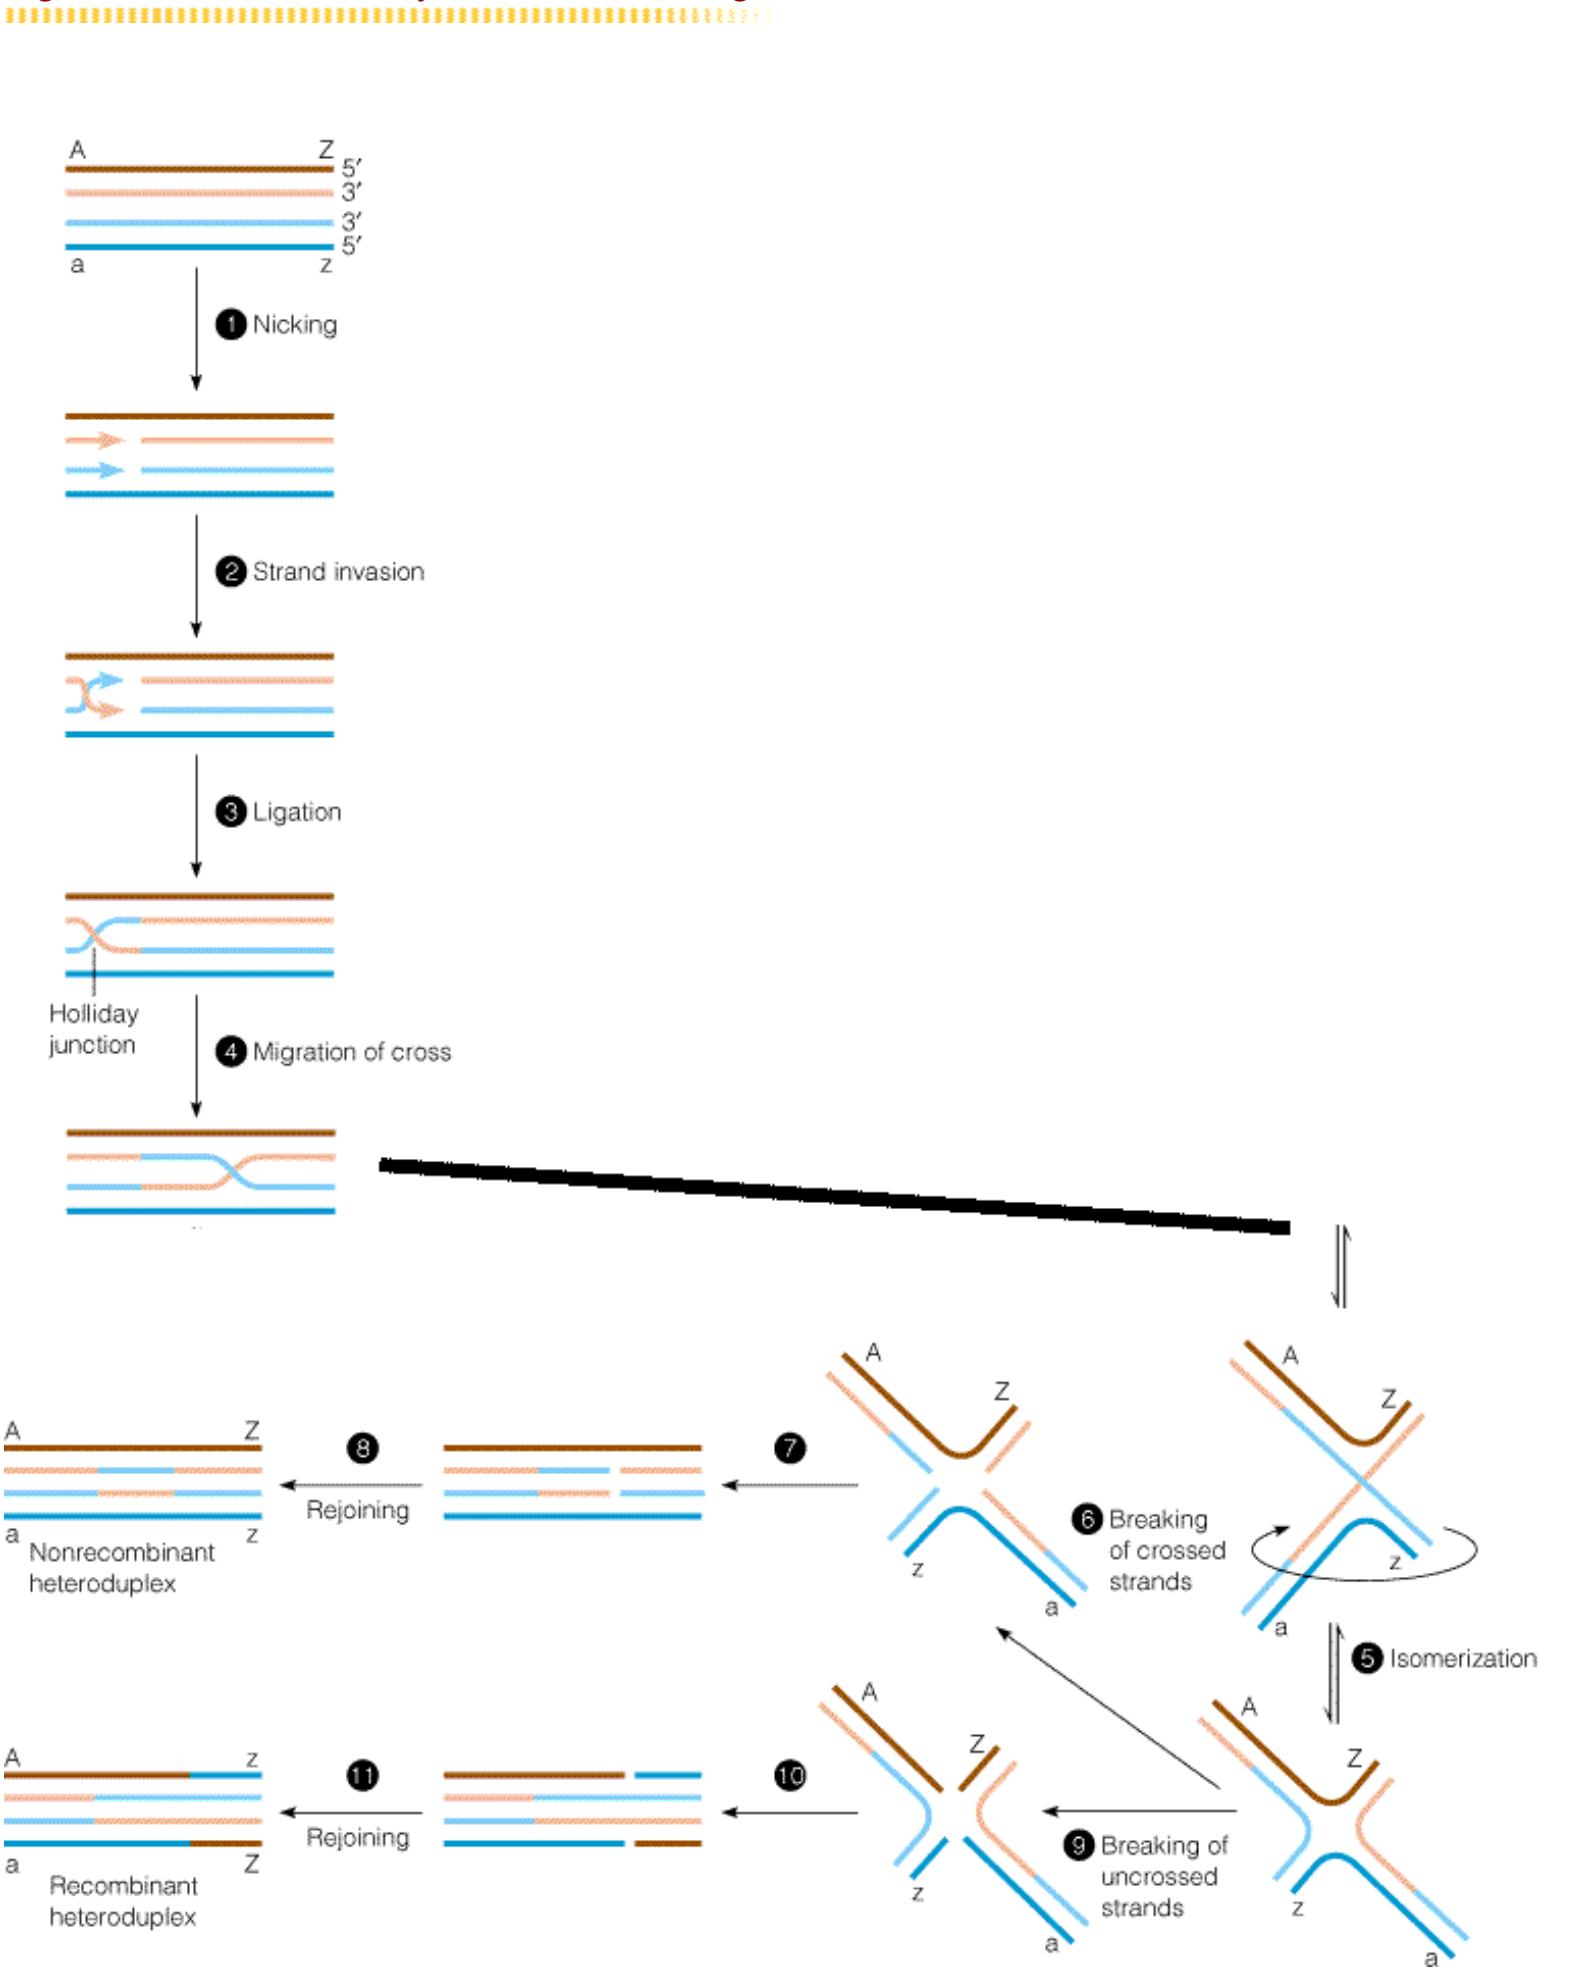 A Z
5′
3′
3′
5′
a z
1 Nicking
2 Strand invasion
3 Ligation
Holliday
junction
4 Migration of cross
A
Z
6 Breaking
of crossed
strands
z
a
A
Z
z
a
5 Isomerization
7
8
Rejoining
A Z
a z
Nonrecombinant
heteroduplex
A
Z
z
a
9 Breaking of
uncrossed
strands
A
Z
z
a
10
11
Rejoining
A z
a Z
Recombinant
heteroduplex